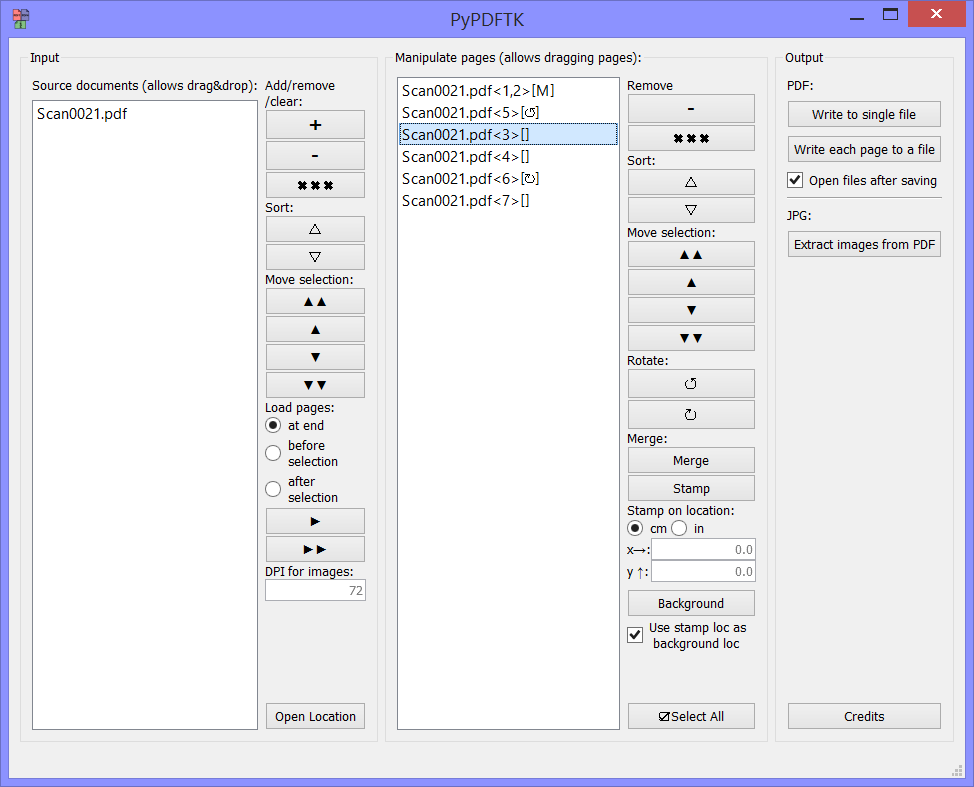 PyPDFTK
Input
Source documents (allows drag&drop):
Scan0021.pdf
Add/remove
/clear:
+
-
✖✖✖
Sort:
△
▽
Move selection:
▲▲
▲
▼
▼▼
Load pages:
at end
before
selection
after
selection
▶
▶▶
DPI for images:
72
Open Location
Manipulate pages (allows dragging pages):
Scan0021.pdf<1,2>[M]
Scan0021.pdf<5>[↺]
Scan0021.pdf<3>[]
Scan0021.pdf<4>[]
Scan0021.pdf<6>[↻]
Scan0021.pdf<7>[]
Remove
-
✖✖✖
Sort:
△
▽
Move selection:
▲▲
▲
▼
▼▼
Rotate:
↺
↻
Merge:
Merge
Stamp
Stamp on location:
cm in
x→: 0.0
y ↑: 0.0
Background
Use stamp loc as
background loc
☑Select All
Output
PDF:
Write to single file
Write each page to a file
Open files after saving
JPG:
Extract images from PDF
Credits